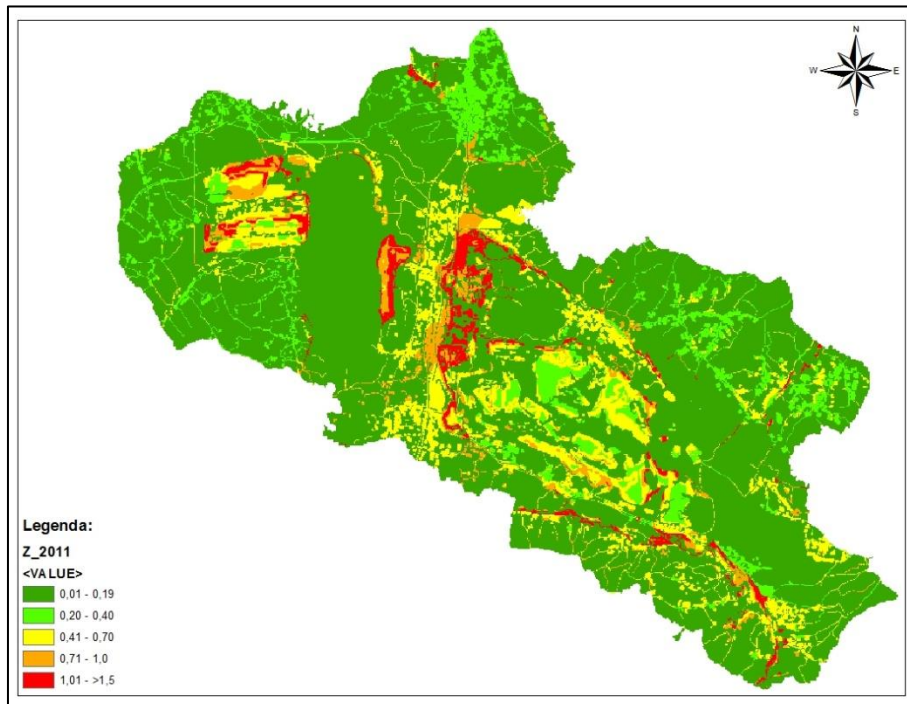 N
W E
S
Legenda:
Z_2011
<VALUE>
0,01 - 0,19
0,20 - 0,40
0,41 - 0,70
0,71 - 1,0
1,01 - >1,5